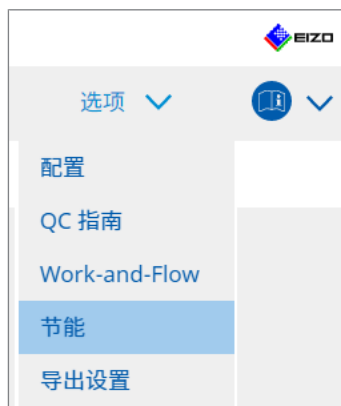 EIZO
选项
配置
QC 指南
Work-and-Flow
节能
导出设置